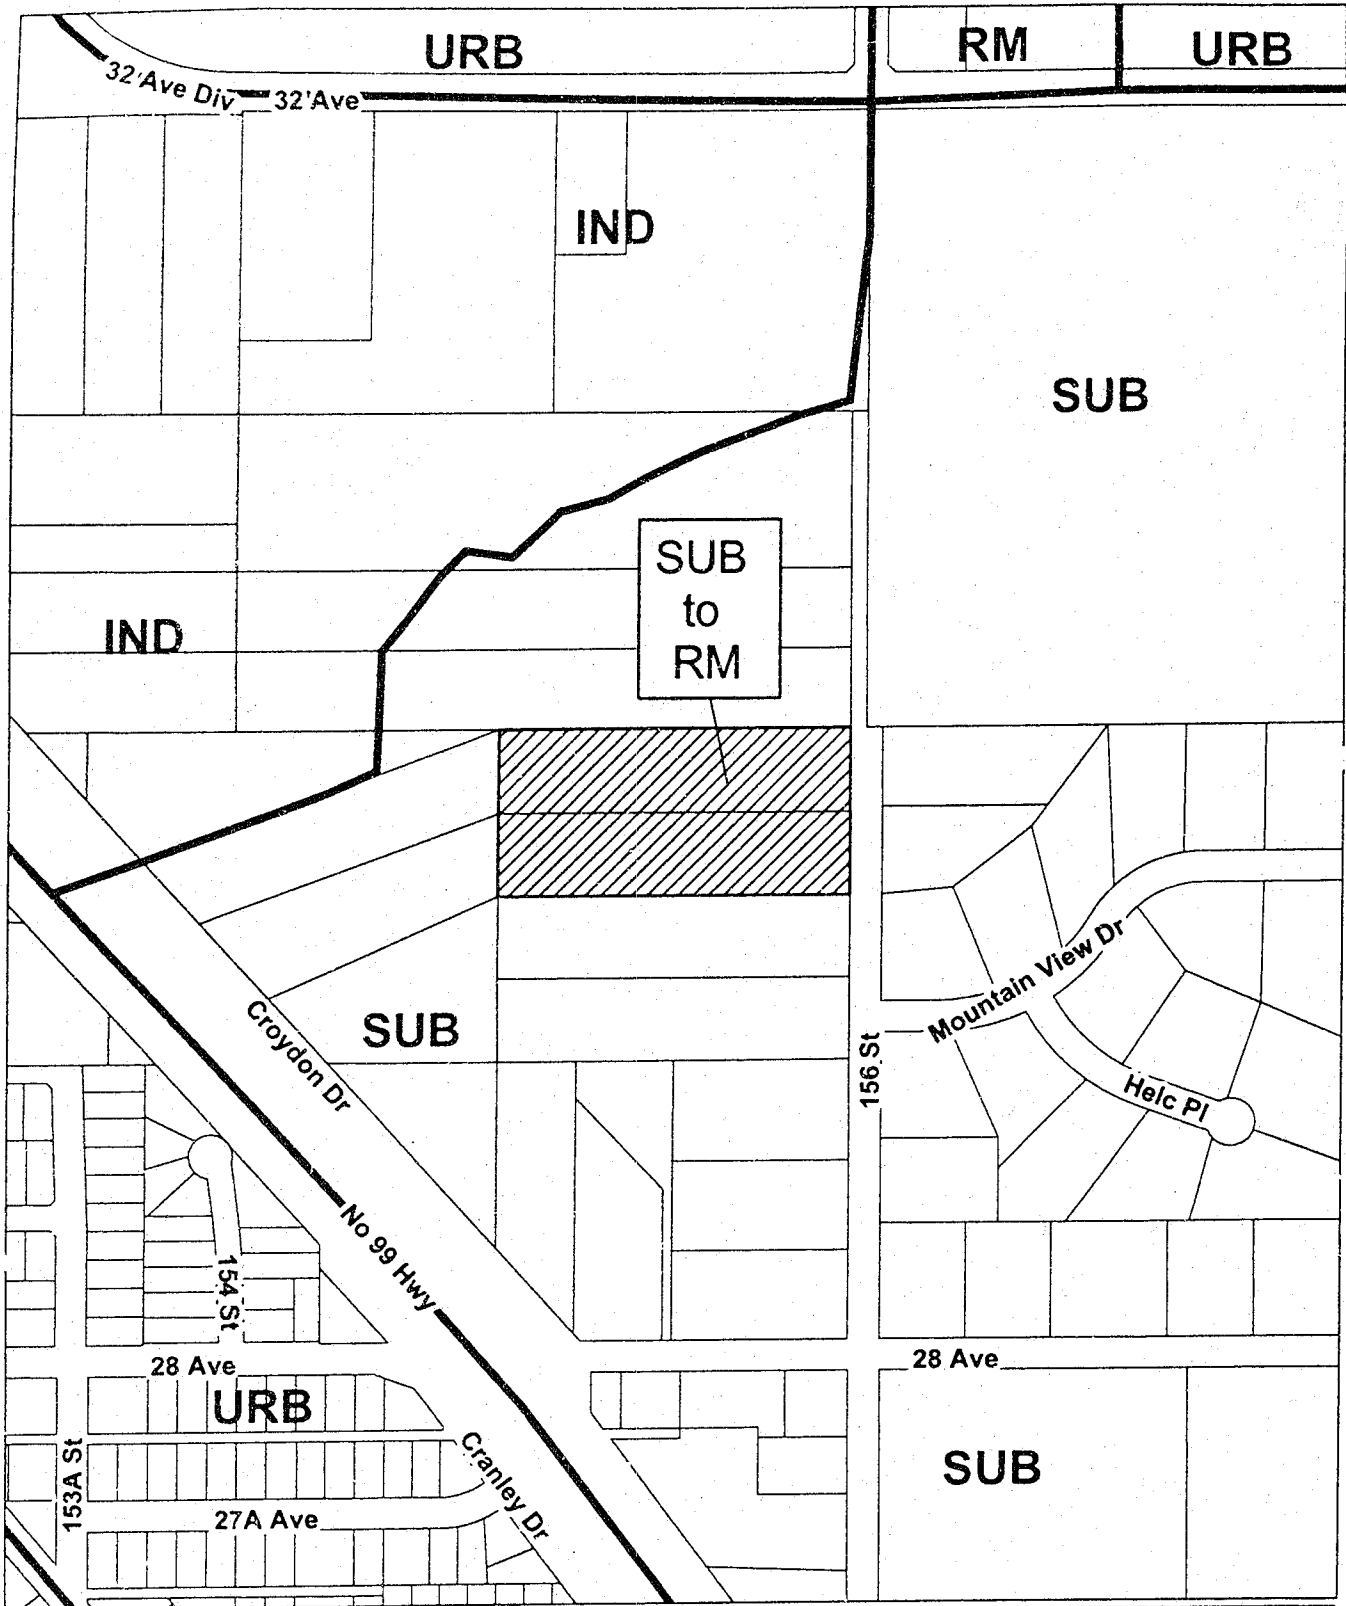 URB
RM
URB
32'Ave Div
32'Ave
IND
SUB
SUB
to
RM
IND
Mountain View Dr
Croydon Dr
SUB
156 St
Helc Pl
No 99 Hwy
154 St
28 Ave
28 Ave
URB
153A St
Cranley Dr
SUB
27A Ave